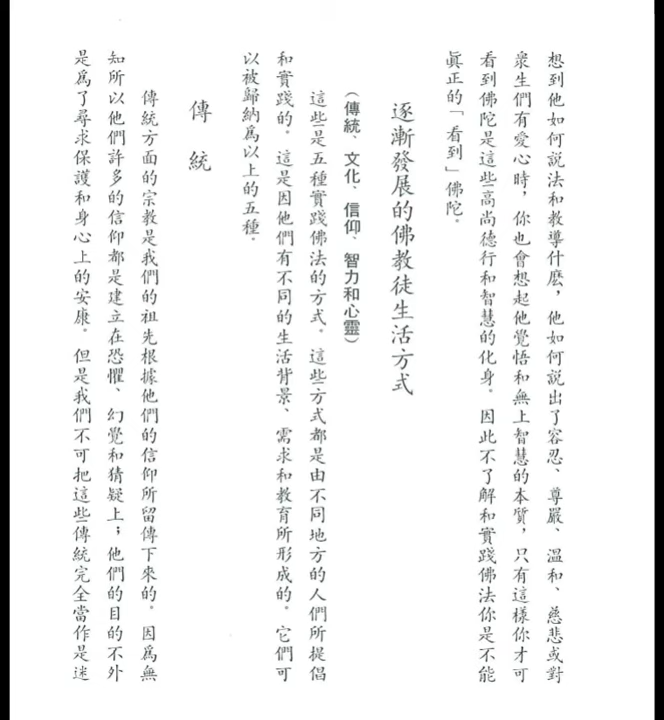 想到他如何說法和教導什麽，他如何說出了容忍、尊嚴、溫和、慈悲或對
衆生們有愛心時，你也會想起他覺悟和無上智慧的本質，只有這樣你才可
看到佛陀是這些高尚德行和智慧的化身。因此不了解和實踐佛法你是不能
眞正的「看到」佛陀。
逐漸發展的佛教徒生活方式
（傳統、文化、信仰、智力和心靈）
這些是五種實踐佛法的方式。這些方式都是由不同地方的人們所提倡
和實踐的。這是因他們有不同的生活背景、需求和教育所形成的。它們可
以被歸納爲以上的五種。
傳統
傳統方面的宗教是我們的祖先根據他們的信仰所留傳下來的。因爲無
知所以他們許多的信仰都是建立在恐懼、幻覺和猜疑上；他們的目的不外
是爲了尋求保護和身心上的安康。但是我們不可把這些傳統完全當作是迷